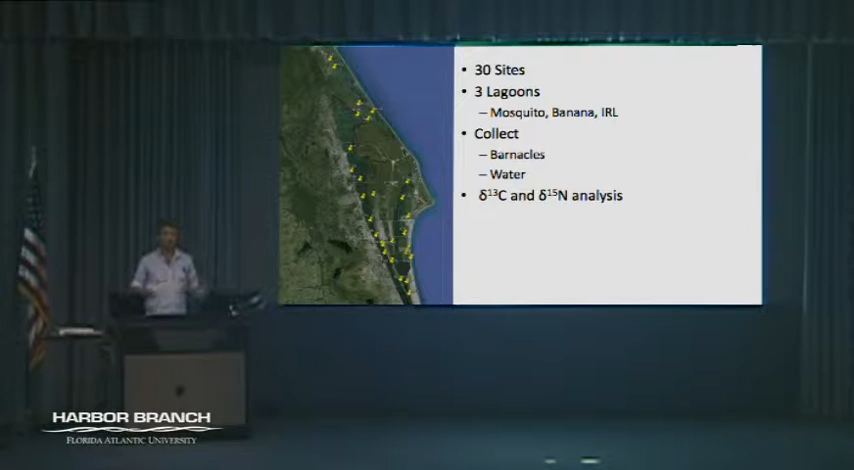 • 30 Sites
• 3 Lagoons
– Mosquito, Banana, IRL
• Collect
– Barnacles
– Water
• δ¹³C and δ¹⁵N analysis
HARBOR BRANCH
FLORIDA ATLANTIC UNIVERSITY